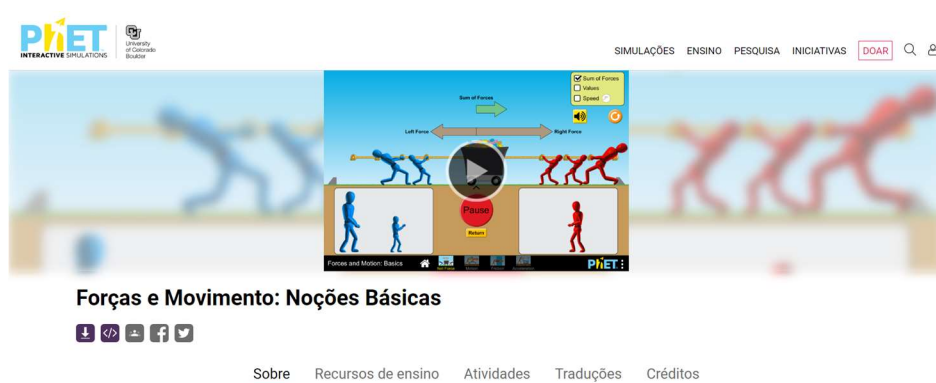 PhET
INTERACTIVE SIMULATIONS
University
of Colorado
Boulder
SIMULAÇÕES ENSINO PESQUISA INICIATIVAS DOAR
Sum of Forces
Values
Speed
Sum of Forces
Left Force
Right Force
Pause
Return
Forces and Motion: Basics
Net Force
PhET
Forças e Movimento: Noções Básicas
Sobre Recursos de ensino Atividades Traduções Créditos